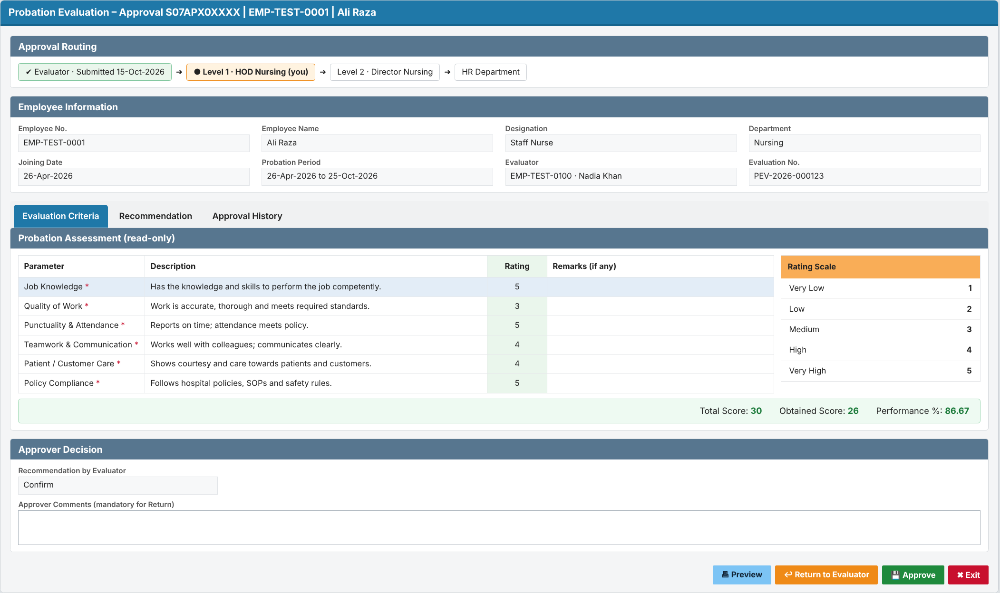 Probation Evaluation – Approval S07APX0XXXX | EMP-TEST-0001 | Ali Raza
Approval Routing
✔ Evaluator · Submitted 15-Oct-2026 → ● Level 1 · HOD Nursing (you) → Level 2 · Director Nursing → HR Department
Employee Information
Employee No. Employee Name Designation Department
EMP-TEST-0001 Ali Raza Staff Nurse Nursing
Joining Date Probation Period Evaluator Evaluation No.
26-Apr-2026 26-Apr-2026 to 25-Oct-2026 EMP-TEST-0100 · Nadia Khan PEV-2026-000123
Evaluation Criteria Recommendation Approval History
Probation Assessment (read-only)
Parameter Description Rating Remarks (if any)
Job Knowledge * Has the knowledge and skills to perform the job competently. 5
Quality of Work * Work is accurate, thorough and meets required standards. 3
Punctuality & Attendance * Reports on time; attendance meets policy. 5
Teamwork & Communication * Works well with colleagues; communicates clearly. 4
Patient / Customer Care * Shows courtesy and care towards patients and customers. 4
Policy Compliance * Follows hospital policies, SOPs and safety rules. 5
Rating Scale
Very Low 1
Low 2
Medium 3
High 4
Very High 5
Total Score: 30 Obtained Score: 26 Performance %: 86.67
Approver Decision
Recommendation by Evaluator
Confirm
Approver Comments (mandatory for Return)
Preview ↩ Return to Evaluator Approve ✖ Exit